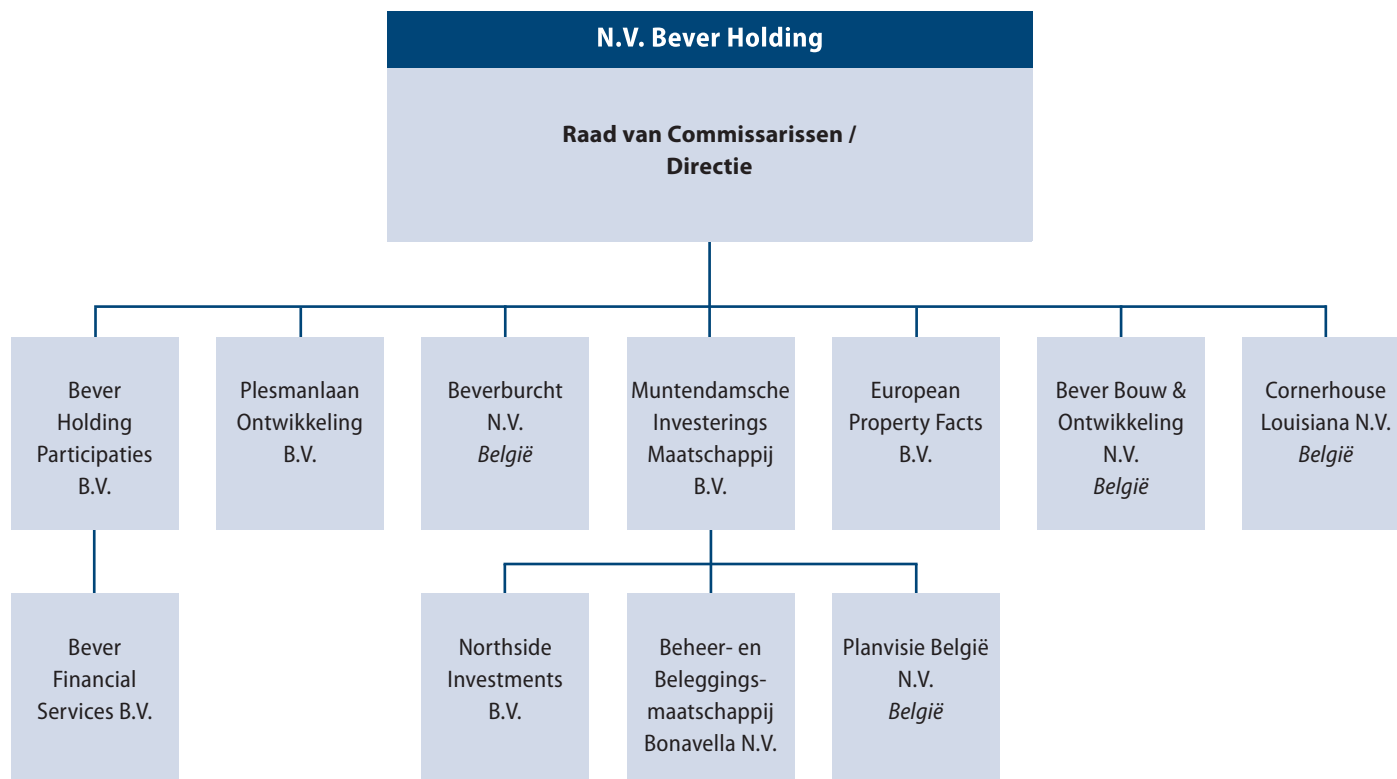 N.V. Bever Holding
Raad van Commissarissen /
Directie
Bever
Holding
Participaties
B.V.
Plesmanlaan
Ontwikkeling
B.V.
Beverburcht
N.V.
België
Muntendamsche
Investerings
Maatschappij
B.V.
European
Property Facts
B.V.
Bever Bouw &
Ontwikkeling
N.V.
België
Cornerhouse
Louisiana N.V.
België
Bever
Financial
Services B.V.
Northside
Investments
B.V.
Beheer- en
Beleggings-
maatschappij
Bonavella N.V.
Planvisie België
N.V.
België